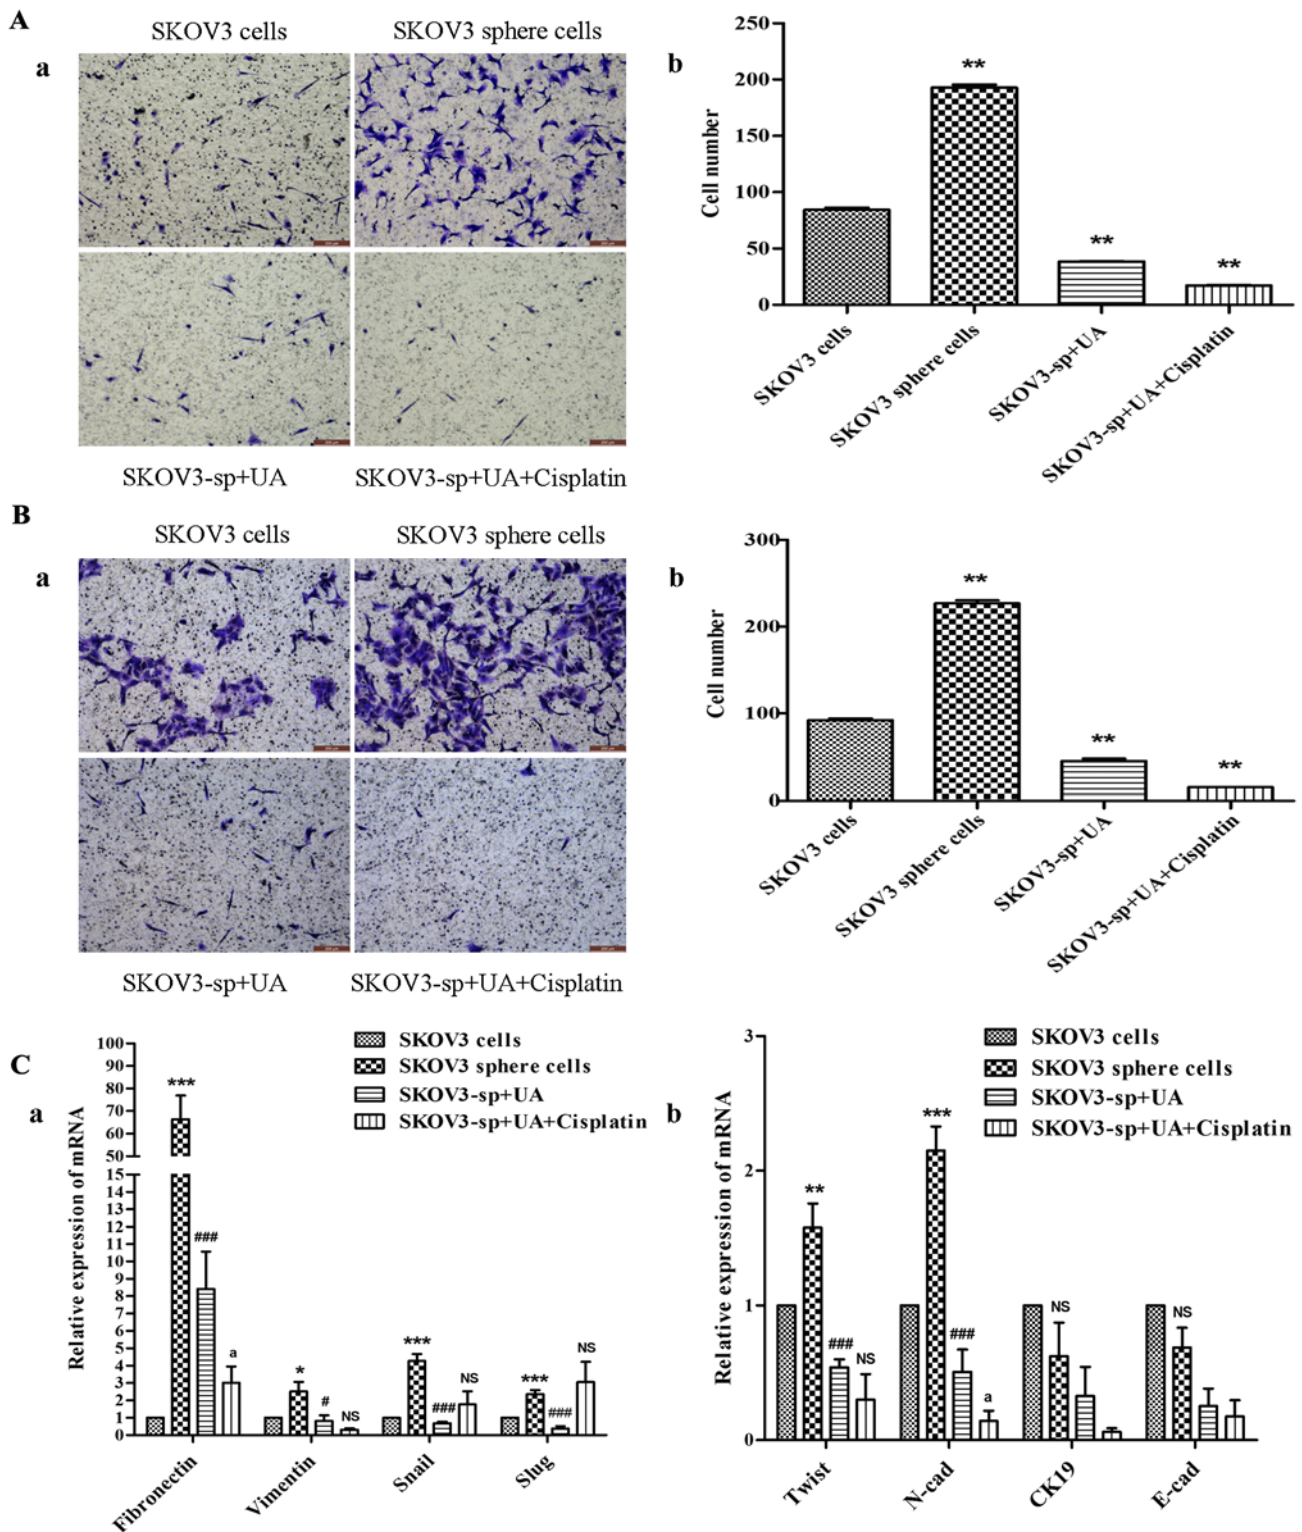 A
SKOV3 cells
SKOV3 sphere cells
a
SKOV3-sp+UA
SKOV3-sp+UA+Cisplatin
b
250
200
150
100
50
0
Cell number
**
**
**
SKOV3 cells
SKOV3 sphere cells
SKOV3-sp+UA
SKOV3-sp+UA+Cisplatin
B
SKOV3 cells
SKOV3 sphere cells
a
SKOV3-sp+UA
SKOV3-sp+UA+Cisplatin
b
300
200
100
0
Cell number
**
**
**
SKOV3 cells
SKOV3 sphere cells
SKOV3-sp+UA
SKOV3-sp+UA+Cisplatin
C
a
SKOV3 cells
SKOV3 sphere cells
SKOV3-sp+UA
SKOV3-sp+UA+Cisplatin
Relative expression of mRNA
100
90
80
70
60
50
15
14
13
12
11
10
9
8
7
6
5
4
3
2
1
0
***
###
a
*
#
NS
***
###
NS
***
###
NS
Fibronectin
Vimentin
Snail
Slug
b
SKOV3 cells
SKOV3 sphere cells
SKOV3-sp+UA
SKOV3-sp+UA+Cisplatin
Relative expression of mRNA
3
2
1
0
**
###
NS
***
###
a
NS
NS
Twist
N-cad
CK19
E-cad